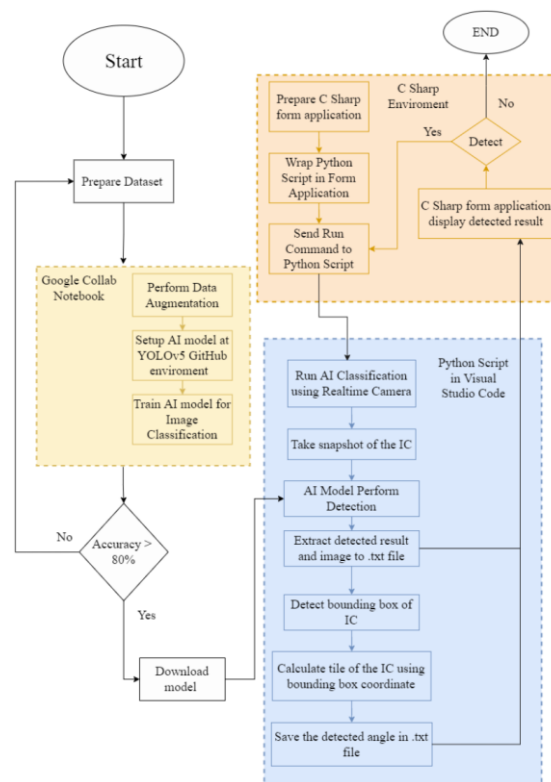 Start
Prepare Dataset
Google Collab
Notebook
Perform Data
Augmentation
Setup AI model at
YOLOv5 GitHub
enviroment
Train AI model for
Image Classification
No
Accuracy >
80%
Yes
Download
model
END
C Sharp
Enviroment
No
Prepare C Sharp
form application
Yes
Detect
Wrap Python
Script in Form
Application
C Sharp form application
display detected result
Send Run
Command to
Python Script
Python Script
in Visual
Studio Code
Run AI Classification
using Realtime Camera
Take snapshot of the IC
AI Model Perform
Detection
Extract detected result
and image to .txt file
Detect bounding box of
IC
Calculate tile of the IC using
bounding box coordinate
Save the detected angle in .txt
file